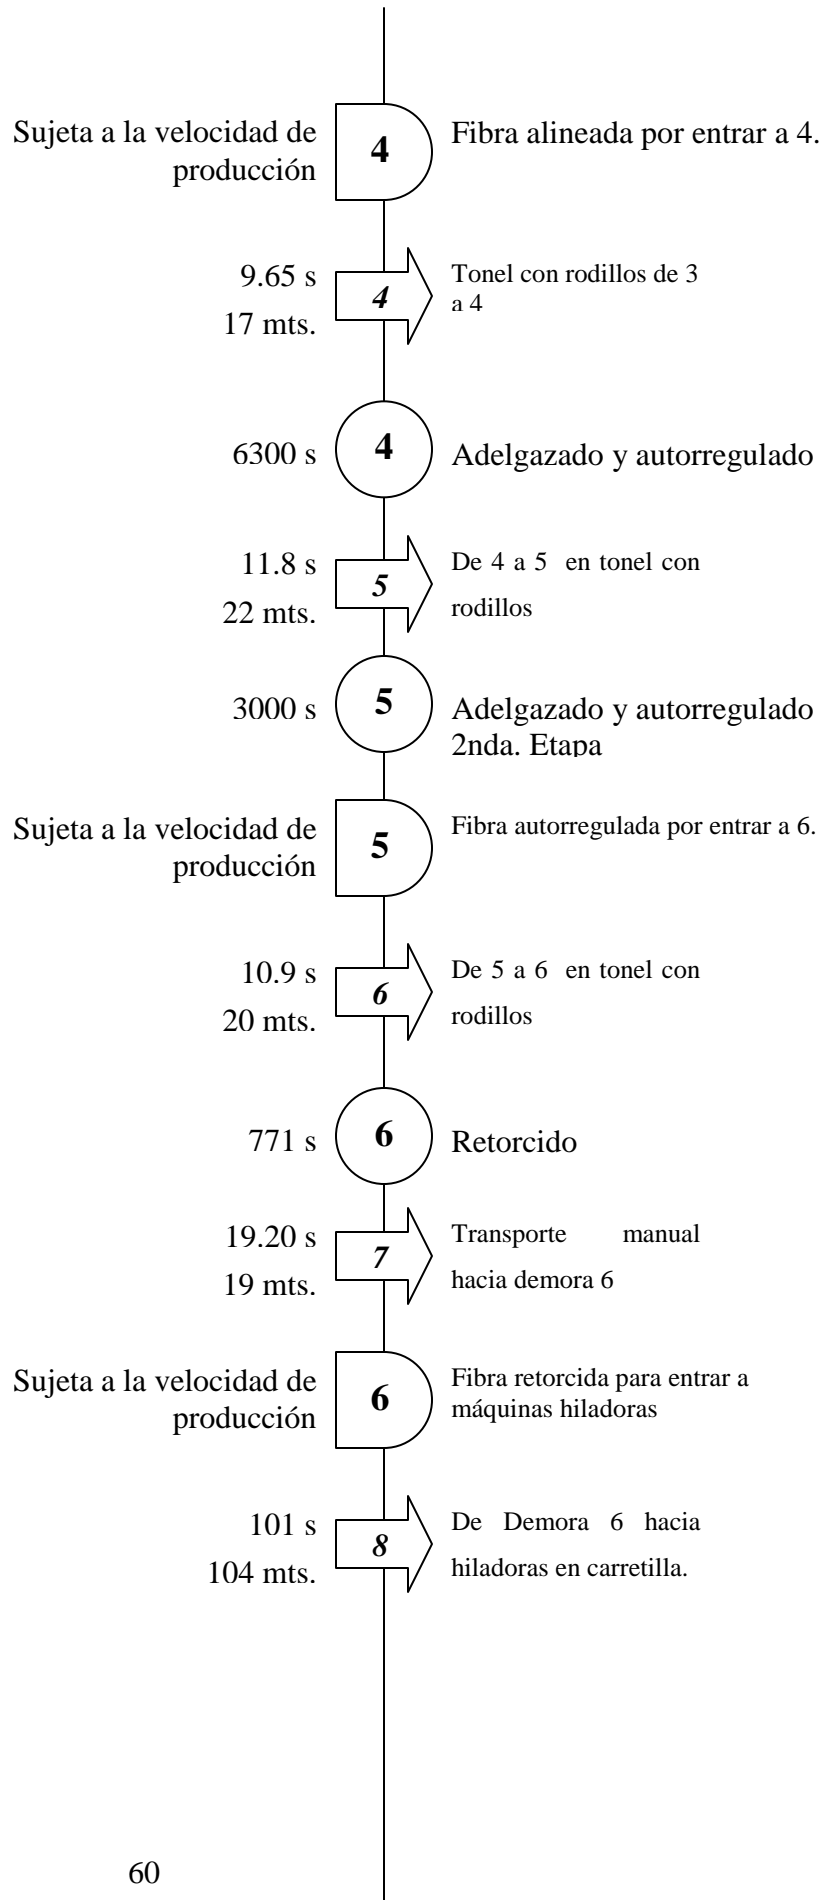 Sujeta a la velocidad de
producción
4
Fibra alineada por entrar a 4.
9.65 s
17 mts.
4
Tonel con rodillos de 3
a 4
6300 s
4
Adelgazado y autorregulado
11.8 s
22 mts.
5
De 4 a 5 en tonel con
rodillos
3000 s
5
Adelgazado y autorregulado
2nda. Etapa
Sujeta a la velocidad de
producción
5
Fibra autorregulada por entrar a 6.
10.9 s
20 mts.
6
De 5 a 6 en tonel con
rodillos
771 s
6
Retorcido
19.20 s
19 mts.
7
Transporte manual
hacia demora 6
Sujeta a la velocidad de
producción
6
Fibra retorcida para entrar a
máquinas hiladoras
101 s
104 mts.
8
De Demora 6 hacia
hiladoras en carretilla.
60